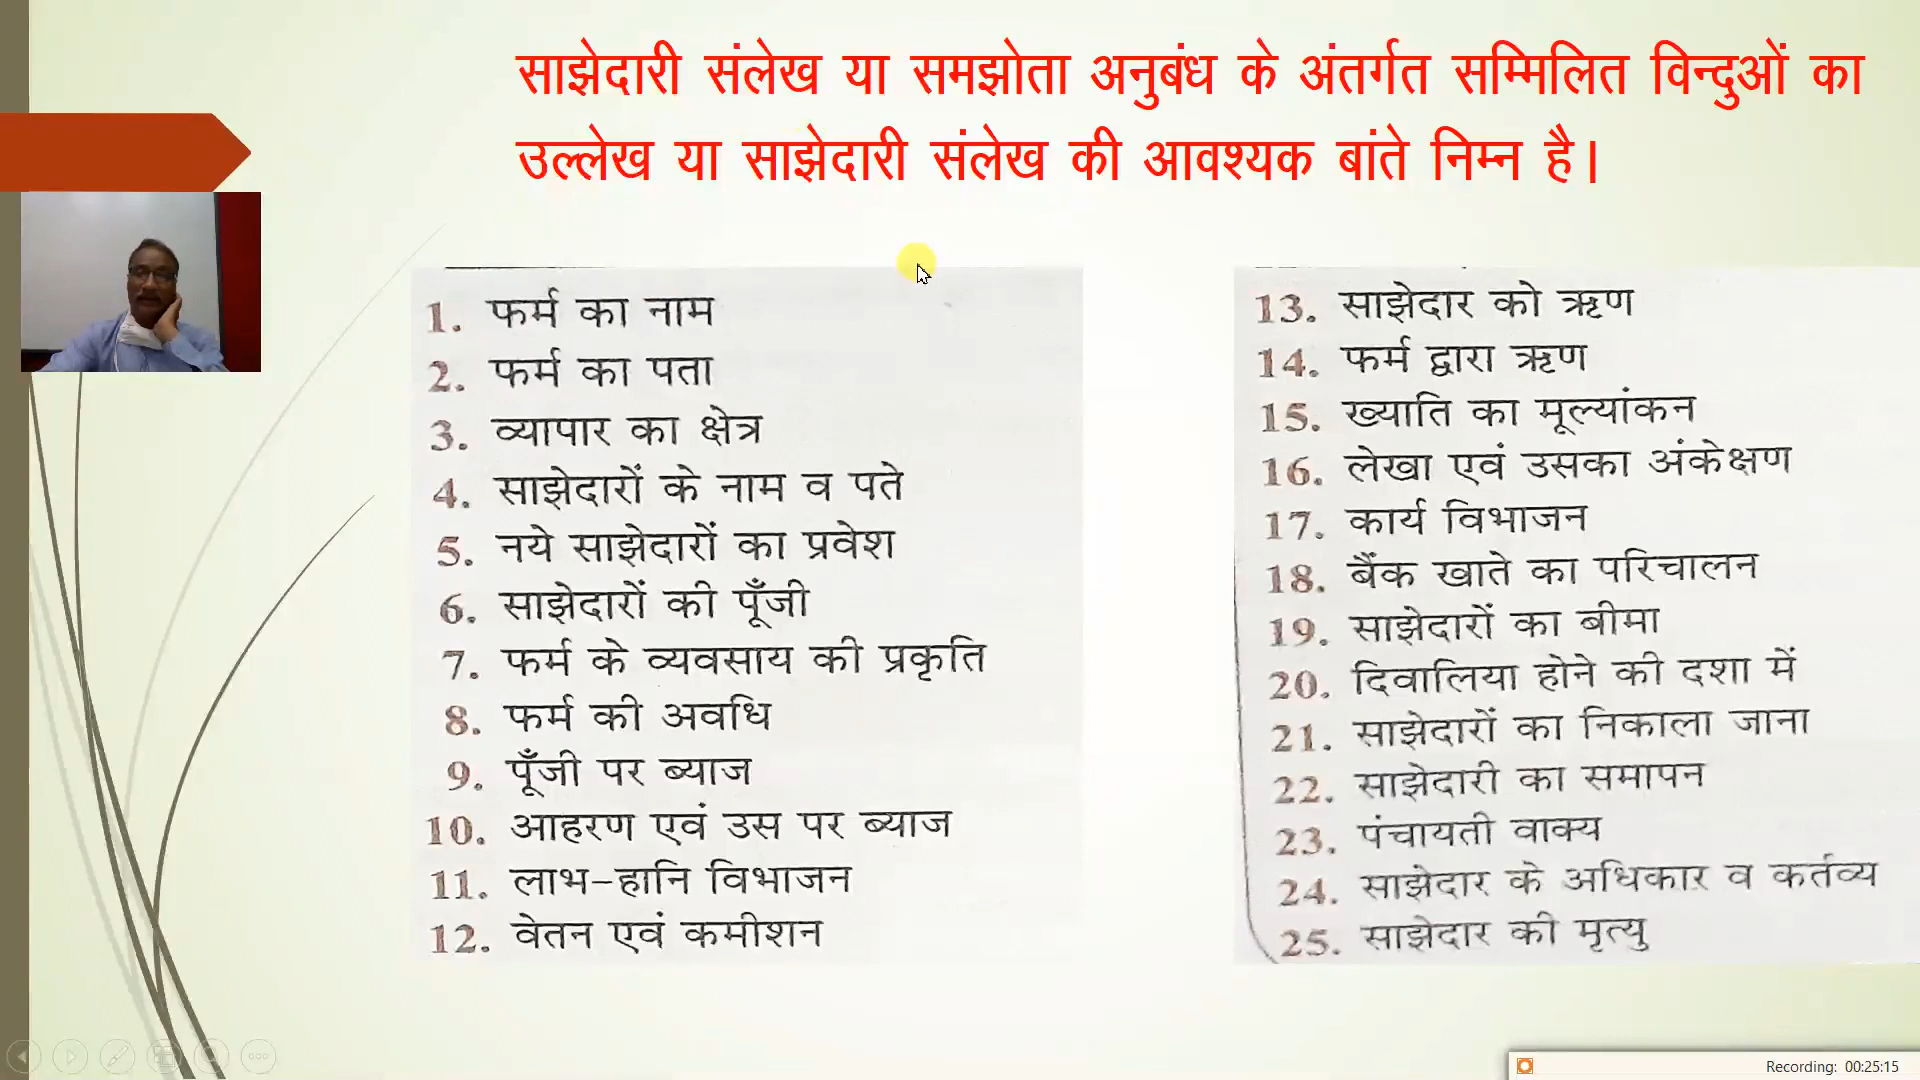 साझेदारी संलेख या समझोता अनुबंध के अंतर्गत सम्मिलित विन्दुओं का
उल्लेख या साझेदारी संलेख की आवश्यक बांते निम्न है।
1. फर्म का नाम
2. फर्म का पता
3. व्यापार का क्षेत्र
4. साझेदारों के नाम व पते
5. नये साझेदारों का प्रवेश
6. साझेदारों की पूँजी
7. फर्म के व्यवसाय की प्रकृति
8. फर्म की अवधि
9. पूँजी पर ब्याज
10. आहरण एवं उस पर ब्याज
11. लाभ-हानि विभाजन
12. वेतन एवं कमीशन
13. साझेदार को ऋण
14. फर्म द्वारा ऋण
15. ख्याति का मूल्यांकन
16. लेखा एवं उसका अंकेक्षण
17. कार्य विभाजन
18. बैंक खाते का परिचालन
19. साझेदारों का बीमा
20. दिवालिया होने की दशा में
21. साझेदारों का निकाला जाना
22. साझेदारी का समापन
23. पंचायती वाक्य
24. साझेदार के अधिकार व कर्तव्य
25. साझेदार की मृत्यु
Recording: 00:25:15